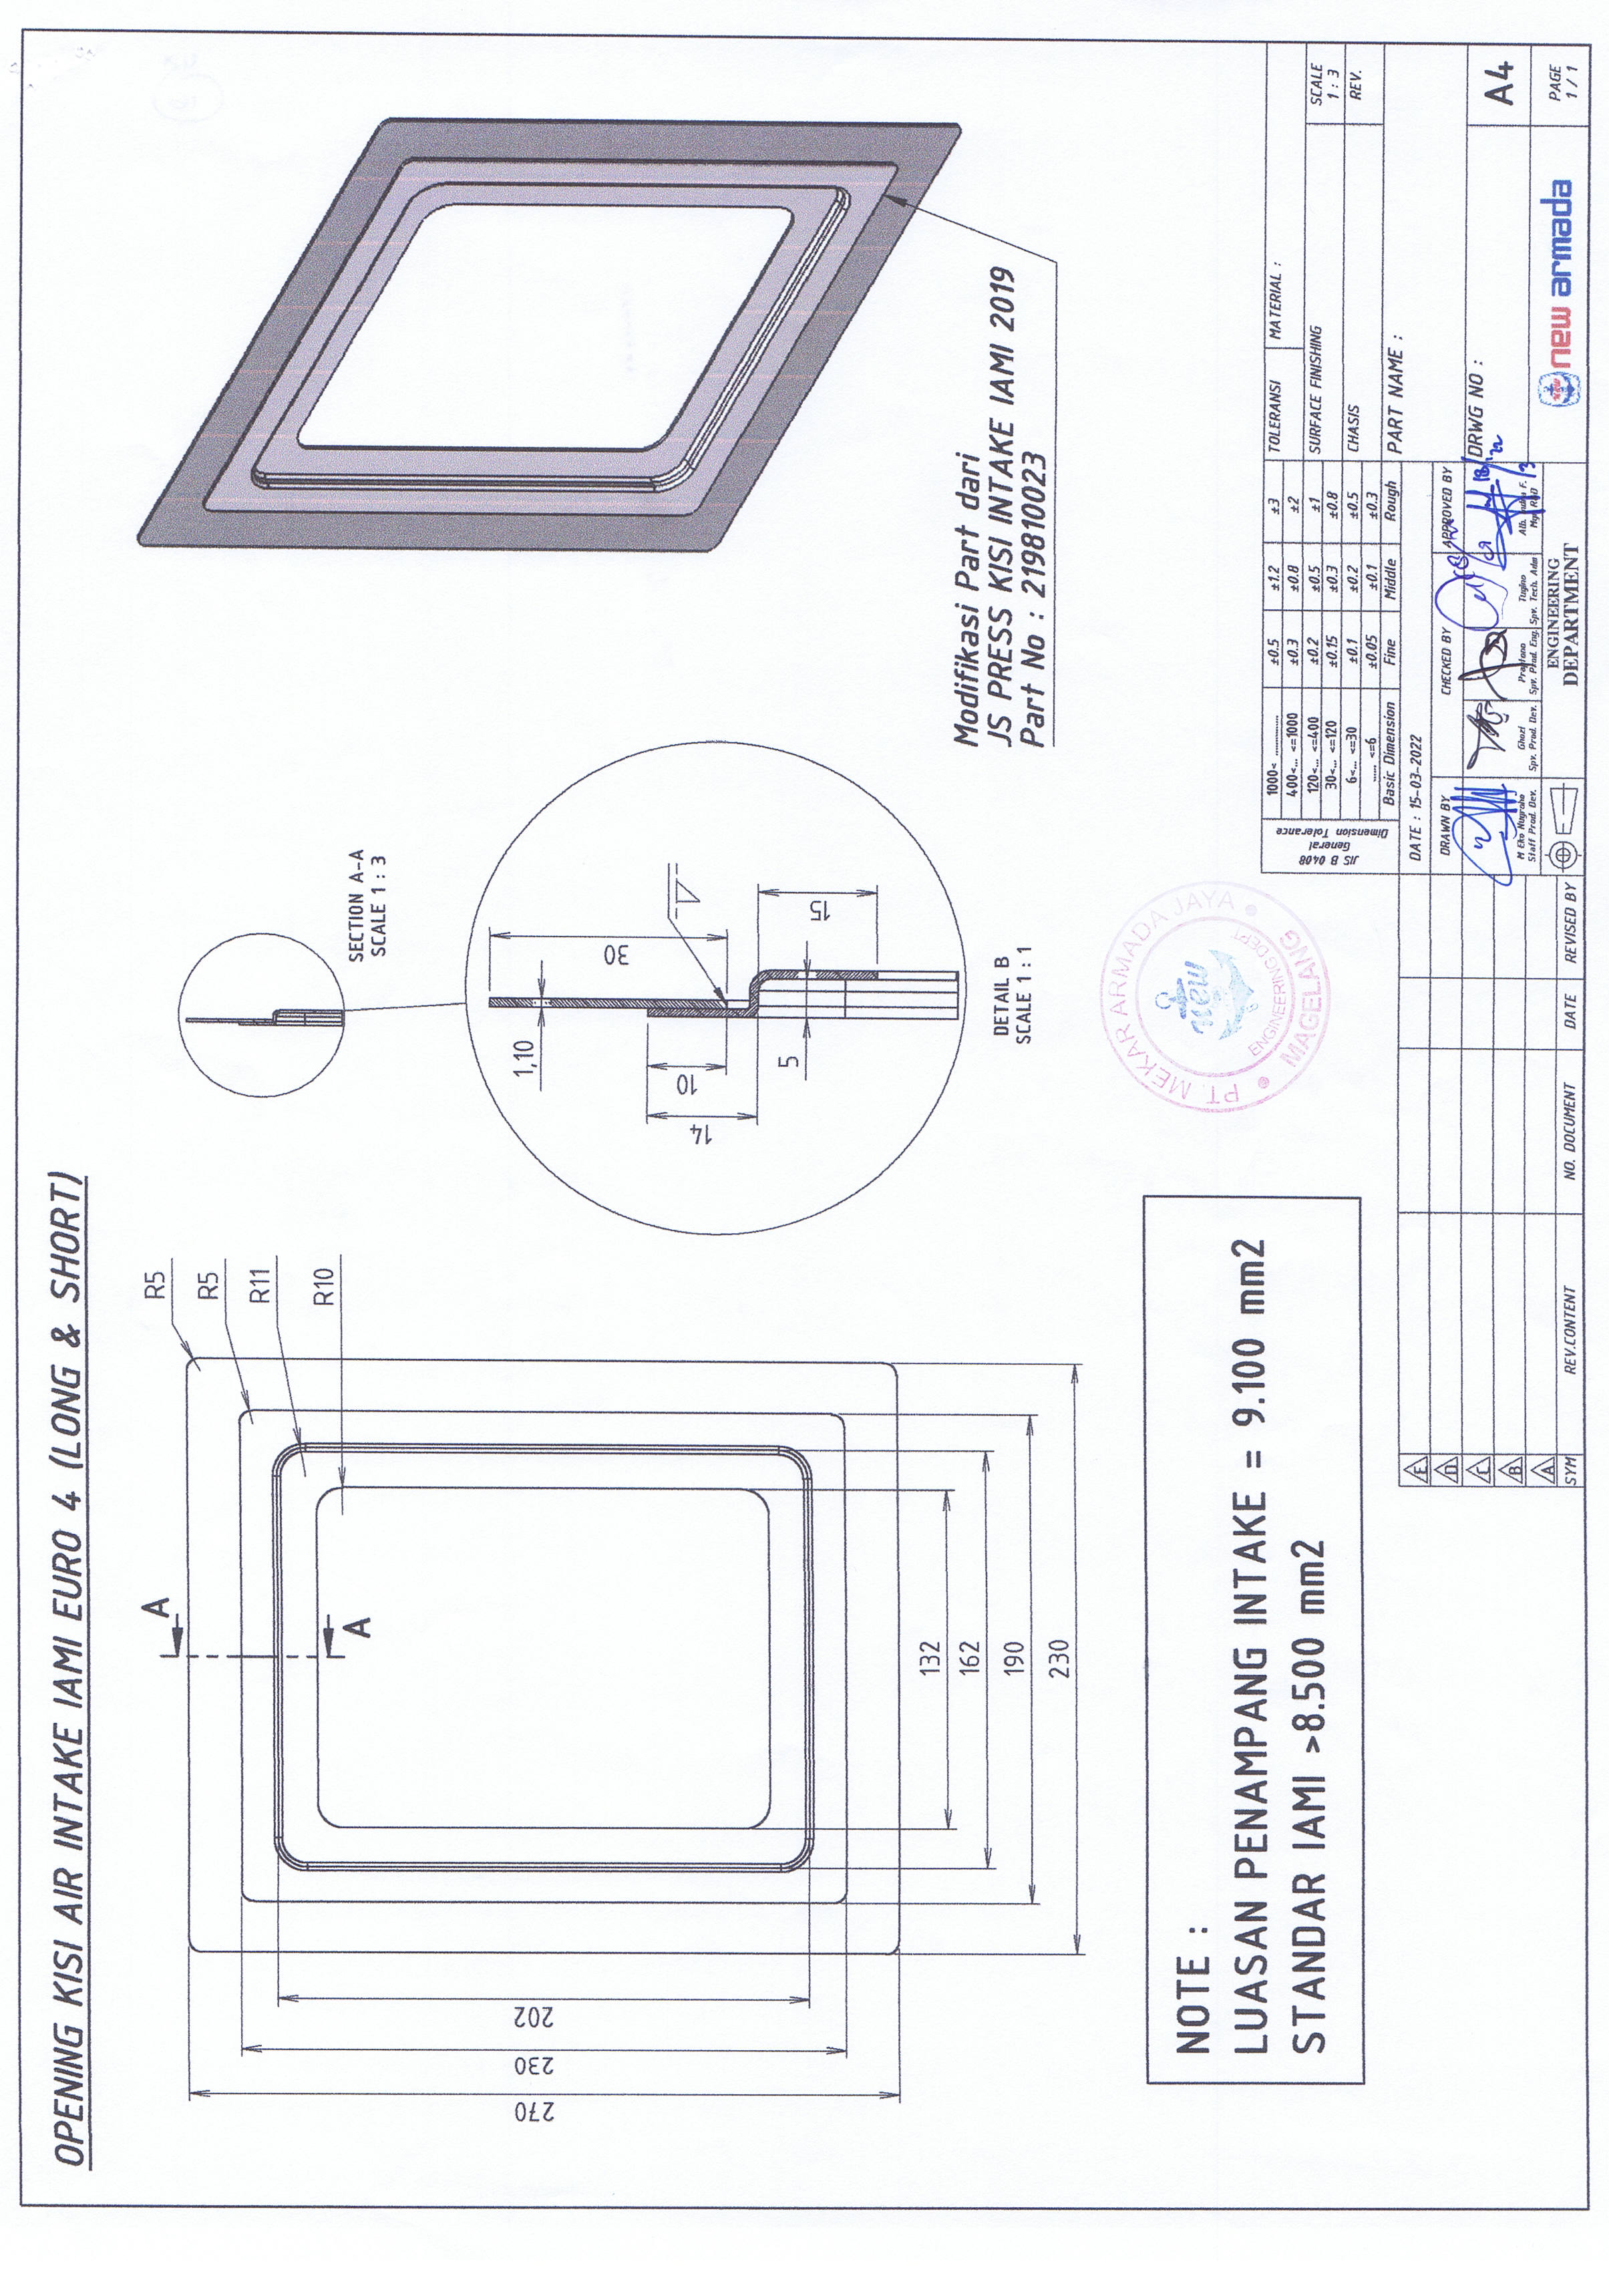 OPENING KISI AIR INTAKE IAMI EURO 4 (LONG & SHORT)
A
A
R5
R5
R11
R10
270
230
202
132
162
190
230
SECTION A-A
SCALE 1 : 3
1,10
30
14
10
5
15
DETAIL B
SCALE 1 : 1
Modifikasi Part dari
JS PRESS KISI INTAKE IAMI 2019
Part No : 219810023
NOTE :
LUASAN PENAMPANG INTAKE = 9.100 mm2
STANDAR IAMI >8.500 mm2
PT. MEKAR ARMADA JAYA
new
ENGINEERING DEPT
MAGELANG
JIS B 0408
General
Dimension Tolerance
1000< .............. ±0.5 ±1.2 ±3
400<... <=1000 ±0.3 ±0.8 ±2
120<... <=400 ±0.2 ±0.5 ±1
30<... <=120 ±0.15 ±0.3 ±0.8
6<... <=30 ±0.1 ±0.2 ±0.5
...... <=6 ±0.05 ±0.1 ±0.3
Basic Dimension Fine Middle Rough
TOLERANSI MATERIAL :
SURFACE FINISHING
SCALE
1 : 3
CHASIS
REV.
PART NAME :
DATE : 15-03-2022
DRAWN BY CHECKED BY APPROVED BY
M Eko Nugroho
Staff Prod. Dev.
Ghozi
Spv. Prod. Dev.
Spv. Prod. Eng.
Tugino
Spv. Tech. Adm
DRWG NO :
A4
E
D
C
B
A
SYM REV.CONTENT NO. DOCUMENT DATE REVISED BY
ENGINEERING
DEPARTMENT
new armada
PAGE
1 / 1